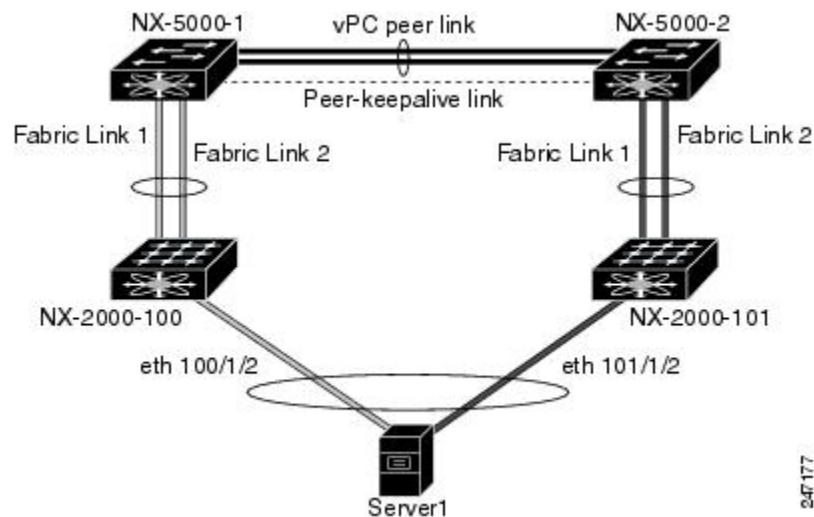 NX-5000-1
vPC peer link
NX-5000-2
Peer-keepalive link
Fabric Link 1
Fabric Link 2
Fabric Link 1
Fabric Link 2
NX-2000-100
NX-2000-101
eth 100/1/2
eth 101/1/2
Server1
247177